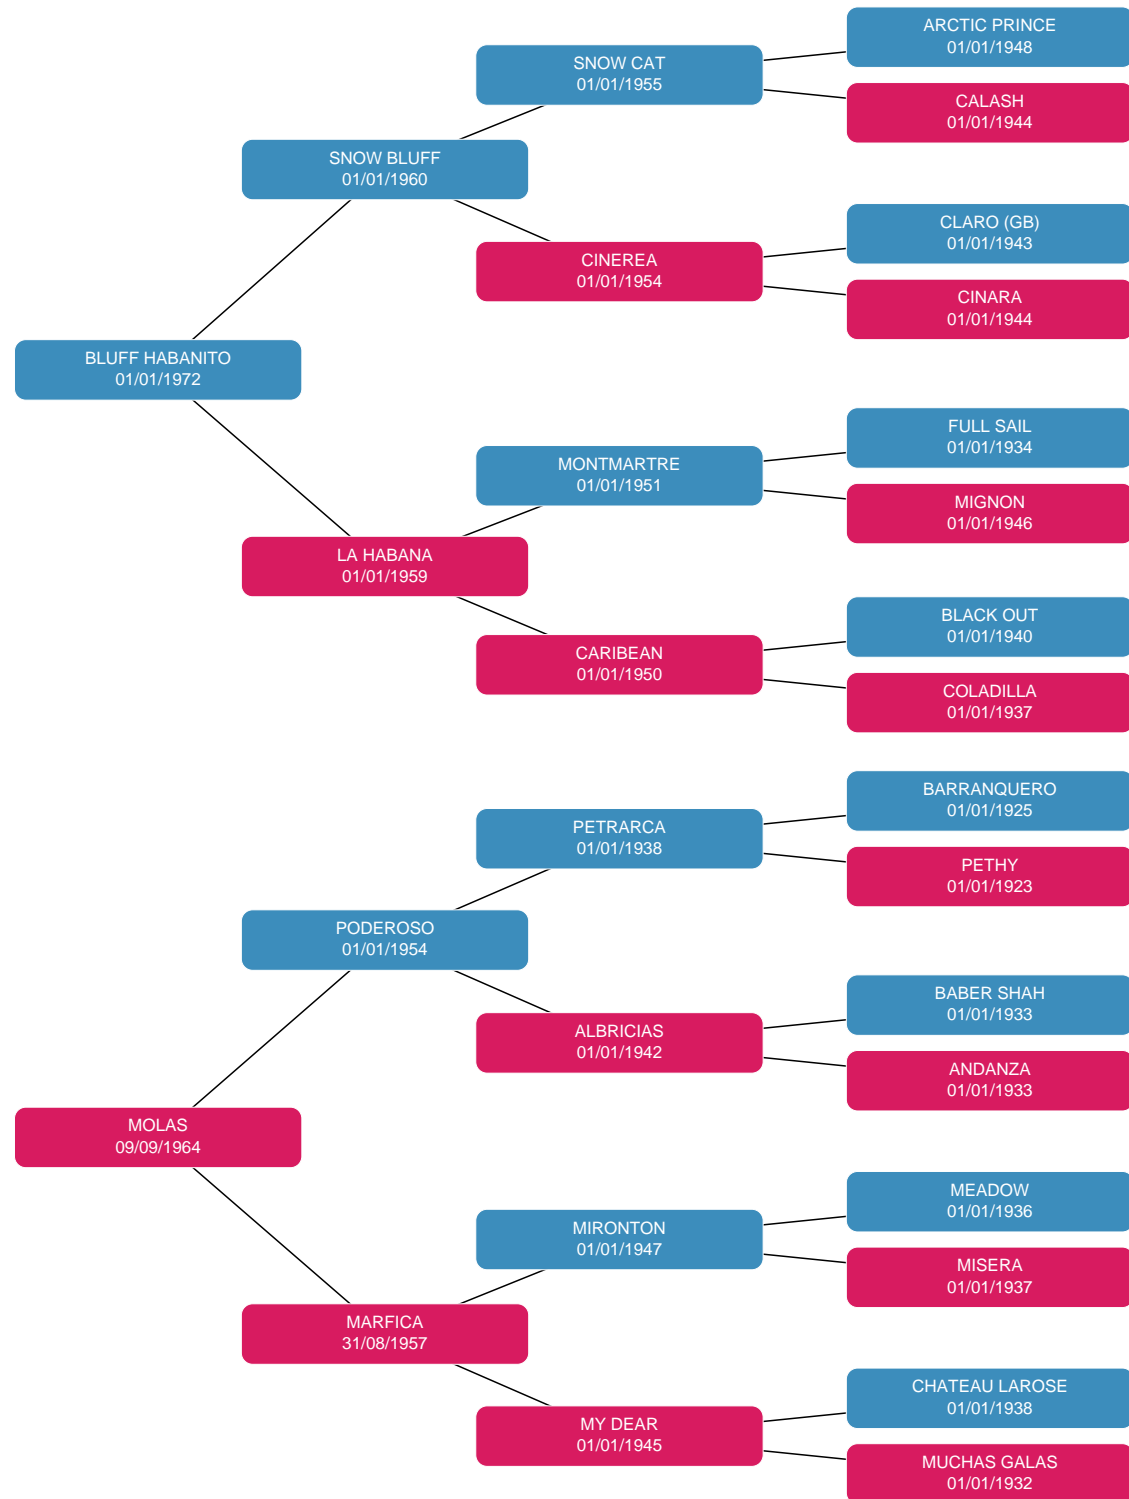 ARCTIC PRINCE
01/01/1948
SNOW CAT
01/01/1955
CALASH
01/01/1944
SNOW BLUFF
01/01/1960
CLARO (GB)
01/01/1943
CINEREA
01/01/1954
CINARA
01/01/1944
BLUFF HABANITO
01/01/1972
FULL SAIL
01/01/1934
MONTMARTRE
01/01/1951
MIGNON
01/01/1946
LA HABANA
01/01/1959
BLACK OUT
01/01/1940
CARIBEAN
01/01/1950
COLADILLA
01/01/1937
BARRANQUERO
01/01/1925
PETRARCA
01/01/1938
PETHY
01/01/1923
PODEROSO
01/01/1954
BABER SHAH
01/01/1933
ALBRICIAS
01/01/1942
ANDANZA
01/01/1933
MOLAS
09/09/1964
MEADOW
01/01/1936
MIRONTON
01/01/1947
MISERA
01/01/1937
MARFICA
31/08/1957
CHATEAU LAROSE
01/01/1938
MY DEAR
01/01/1945
MUCHAS GALAS
01/01/1932